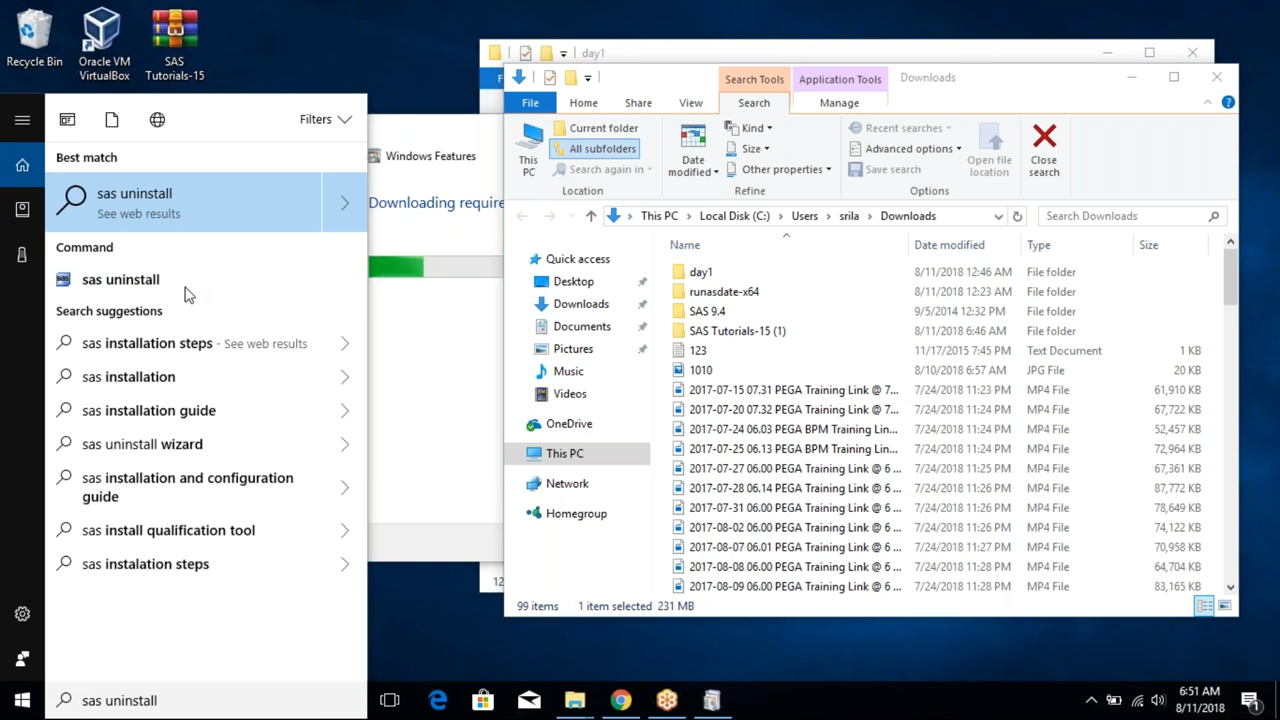 Recycle Bin
Oracle VM
VirtualBox
SAS
Tutorials-15
Filters
Best match
sas uninstall
See web results
Command
sas uninstall
Search suggestions
sas installation steps - See web results
sas installation
sas installation guide
sas uninstall wizard
sas installation and configuration
guide
sas install qualification tool
sas instalation steps
sas uninstall
Windows Features
Downloading require
day1
F
12
Search Tools
Application Tools
Downloads
File
Home
Share
View
Search
Manage
This
PC
Current folder
All subfolders
Search again in
Location
Date
modified
Kind
Size
Other properties
Refine
Recent searches
Advanced options
Save search
Open file
location
Options
Close
search
This PC
Local Disk (C:)
Users
srila
Downloads
Search Downloads
Quick access
Desktop
Downloads
Documents
Pictures
Music
Videos
OneDrive
This PC
Network
Homegroup
Name Date modified Type Size
day1 8/11/2018 12:46 AM File folder
runasdate-x64 8/11/2018 12:23 AM File folder
SAS 9.4 9/5/2014 12:32 PM File folder
SAS Tutorials-15 (1) 8/11/2018 6:46 AM File folder
123 11/17/2015 7:45 PM Text Document 1 KB
1010 8/10/2018 6:57 AM JPG File 20 KB
2017-07-15 07.31 PEGA Training Link @ 7... 7/24/2018 11:23 PM MP4 File 61,910 KB
2017-07-20 07.32 PEGA Training Link @ 7... 7/24/2018 11:24 PM MP4 File 67,722 KB
2017-07-24 06.03 PEGA BPM Training Lin... 7/24/2018 11:24 PM MP4 File 52,457 KB
2017-07-25 06.13 PEGA BPM Training Lin... 7/24/2018 11:24 PM MP4 File 72,964 KB
2017-07-27 06.00 PEGA Training Link @ 6 ... 7/24/2018 11:25 PM MP4 File 67,361 KB
2017-07-28 06.14 PEGA Training Link @ 6 ... 7/24/2018 11:26 PM MP4 File 87,772 KB
2017-07-31 06.00 PEGA Training Link @ 6 ... 7/24/2018 11:26 PM MP4 File 78,649 KB
2017-08-02 06.00 PEGA Training Link @ 6 ... 7/24/2018 11:26 PM MP4 File 74,122 KB
2017-08-07 06.01 PEGA Training Link @ 6 ... 7/24/2018 11:27 PM MP4 File 70,958 KB
2017-08-08 06.00 PEGA Training Link @ 6 ... 7/24/2018 11:28 PM MP4 File 64,704 KB
2017-08-09 06.00 PEGA Training Link @ 6 ... 7/24/2018 11:28 PM MP4 File 83,165 KB
99 items 1 item selected 231 MB
6:51 AM
8/11/2018
1